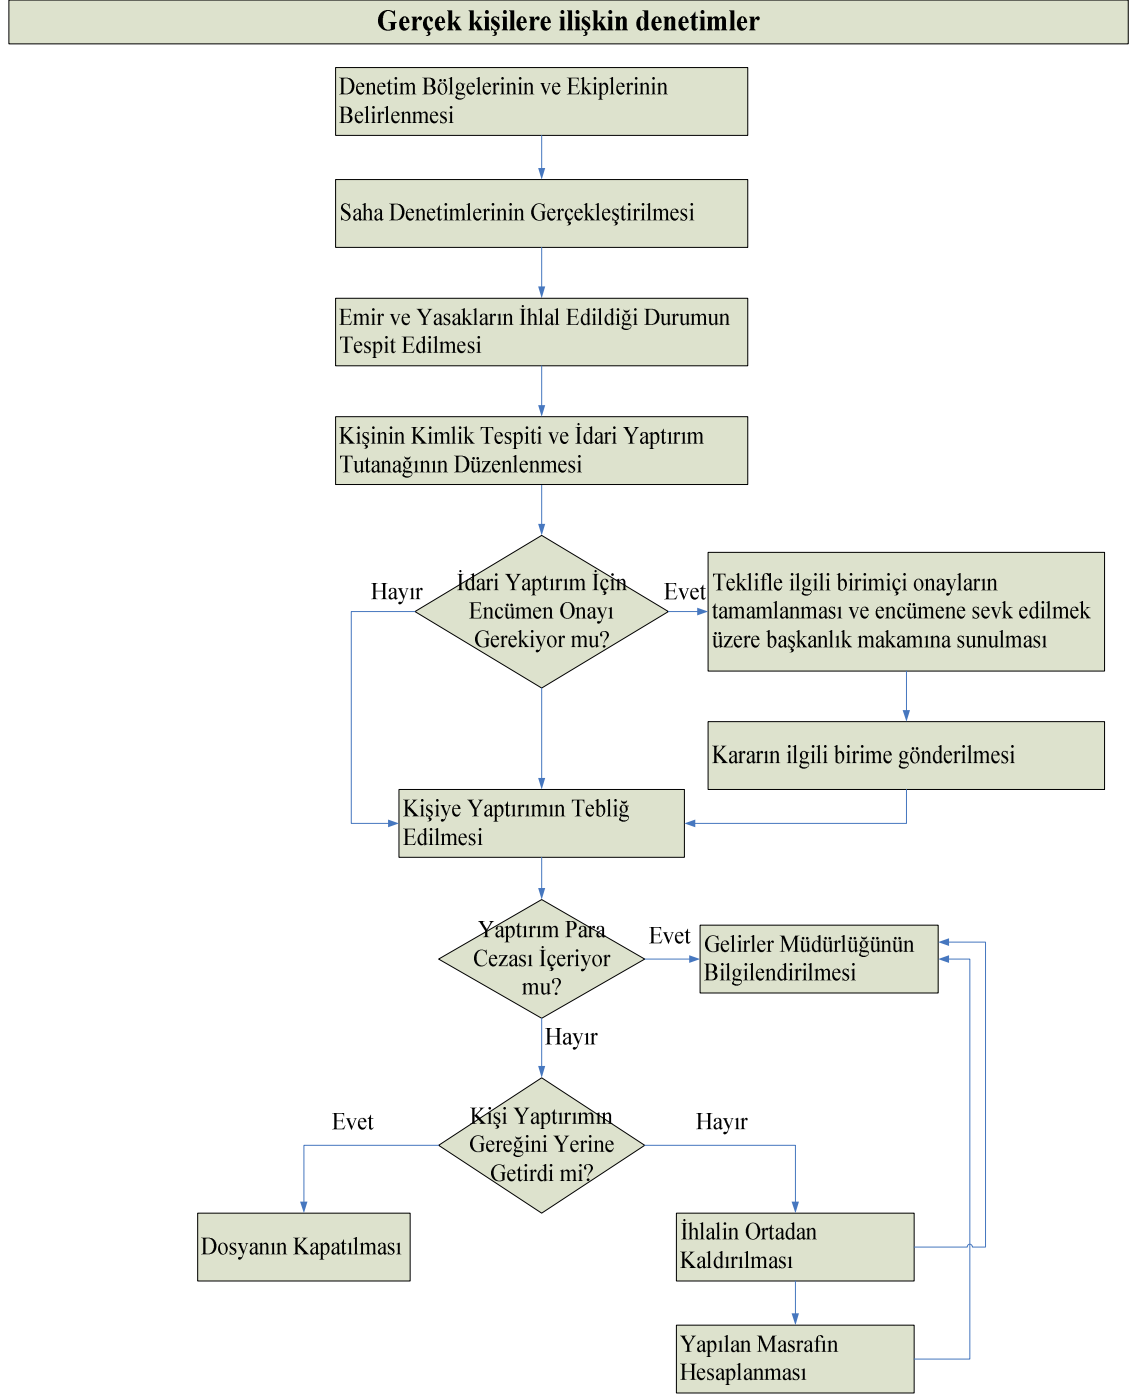 Gerçek kişilere ilişkin denetimler
Denetim Bölgelerinin ve Ekiplerinin
Belirlenmesi
Saha Denetimlerinin Gerçekleştirilmesi
Emir ve Yasakların İhlal Edildiği Durumun
Tespit Edilmesi
Kişinin Kimlik Tespiti ve İdari Yaptırım
Tutanağının Düzenlenmesi
İdari Yaptırım İçin
Encümen Onayı
Gerekiyor mu?
Hayır
Evet
Teklifle ilgili birimiçi onayların
tamamlanması ve encümene sevk edilmek
üzere başkanlık makamına sunulması
Kararın ilgili birime gönderilmesi
Kişiye Yaptırımın Tebliğ
Edilmesi
Yaptırım Para
Cezası İçeriyor
mu?
Evet
Gelirler Müdürlüğünün
Bilgilendirilmesi
Hayır
Kişi Yaptırımın
Gereğini Yerine
Getirdi mi?
Evet
Hayır
Dosyanın Kapatılması
İhlalin Ortadan
Kaldırılması
Yapılan Masrafın
Hesaplanması